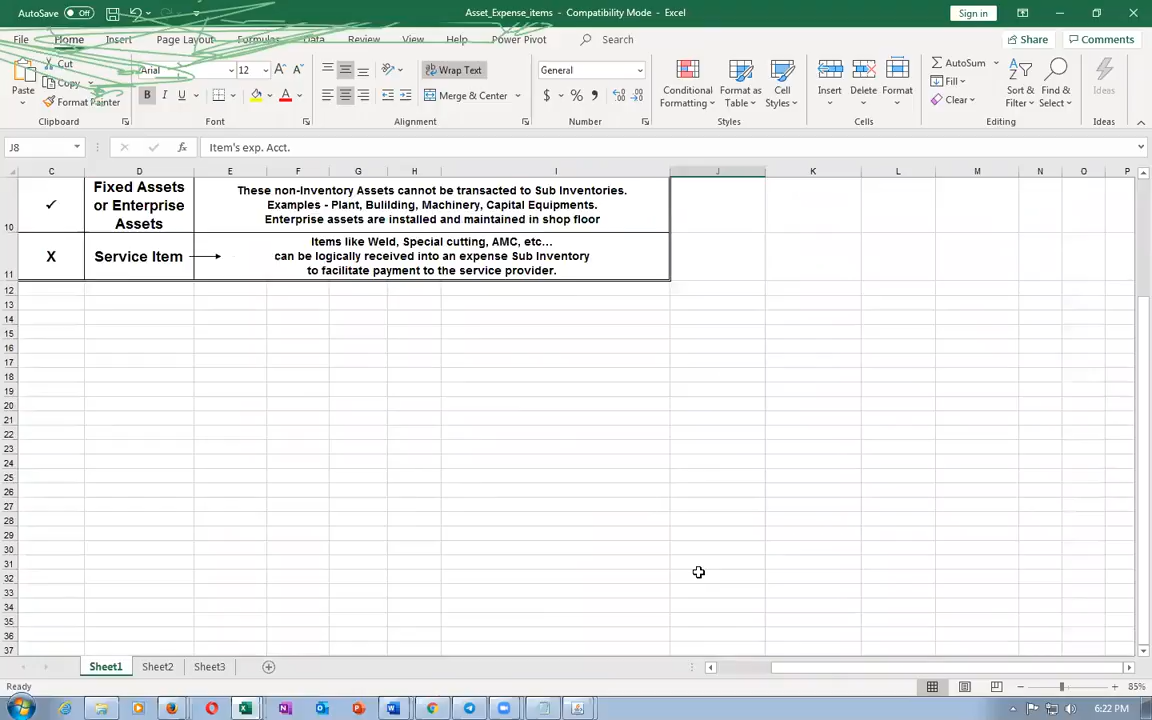 AutoSave Off
Asset_Expense_items - Compatibility Mode - Excel
Sign in
File Home Insert Page Layout Formulas Data Review View Help Power Pivot Search
Share Comments
Paste
Cut
Copy
Format Painter
Clipboard
Arial 12
B I U
A A
Font
Wrap Text
Merge & Center
Alignment
General
$ % ,
Number
Conditional Formatting
Format as Table
Cell Styles
Styles
Insert Delete Format
Cells
AutoSum
Fill
Clear
Sort & Filter
Find & Select
Editing
Ideas
Ideas
J8 fx Item's exp. Acct.
C D E F G H I J K L M N O P
10
✓
Fixed Assets
or Enterprise
Assets
These non-Inventory Assets cannot be transacted to Sub Inventories.
Examples - Plant, Bulilding, Machinery, Capital Equipments.
Enterprise assets are installed and maintained in shop floor
11
X
Service Item
Items like Weld, Special cutting, AMC, etc...
can be logically received into an expense Sub Inventory
to facilitate payment to the service provider.
12
13
14
15
16
17
18
19
20
21
22
23
24
25
26
27
28
29
30
31
32
33
34
35
36
37
Sheet1 Sheet2 Sheet3
Ready
85%
6:22 PM